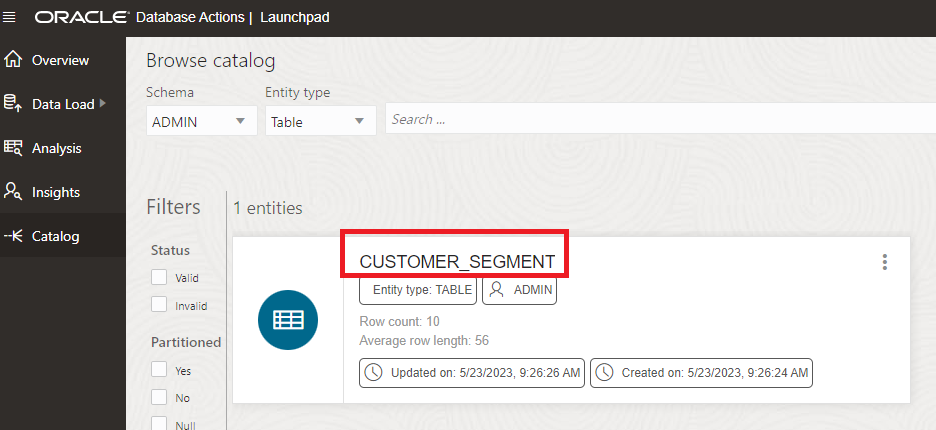 ORACLE Database Actions | Launchpad
Overview
Data Load
Analysis
Insights
Catalog
Browse catalog
Schema
Entity type
ADMIN
Table
Search ...
Filters
Status
Valid
Invalid
Partitioned
Yes
No
Null
1 entities
CUSTOMER_SEGMENT
Entity type: TABLE
ADMIN
Row count: 10
Average row length: 56
Updated on: 5/23/2023, 9:26:26 AM
Created on: 5/23/2023, 9:26:24 AM